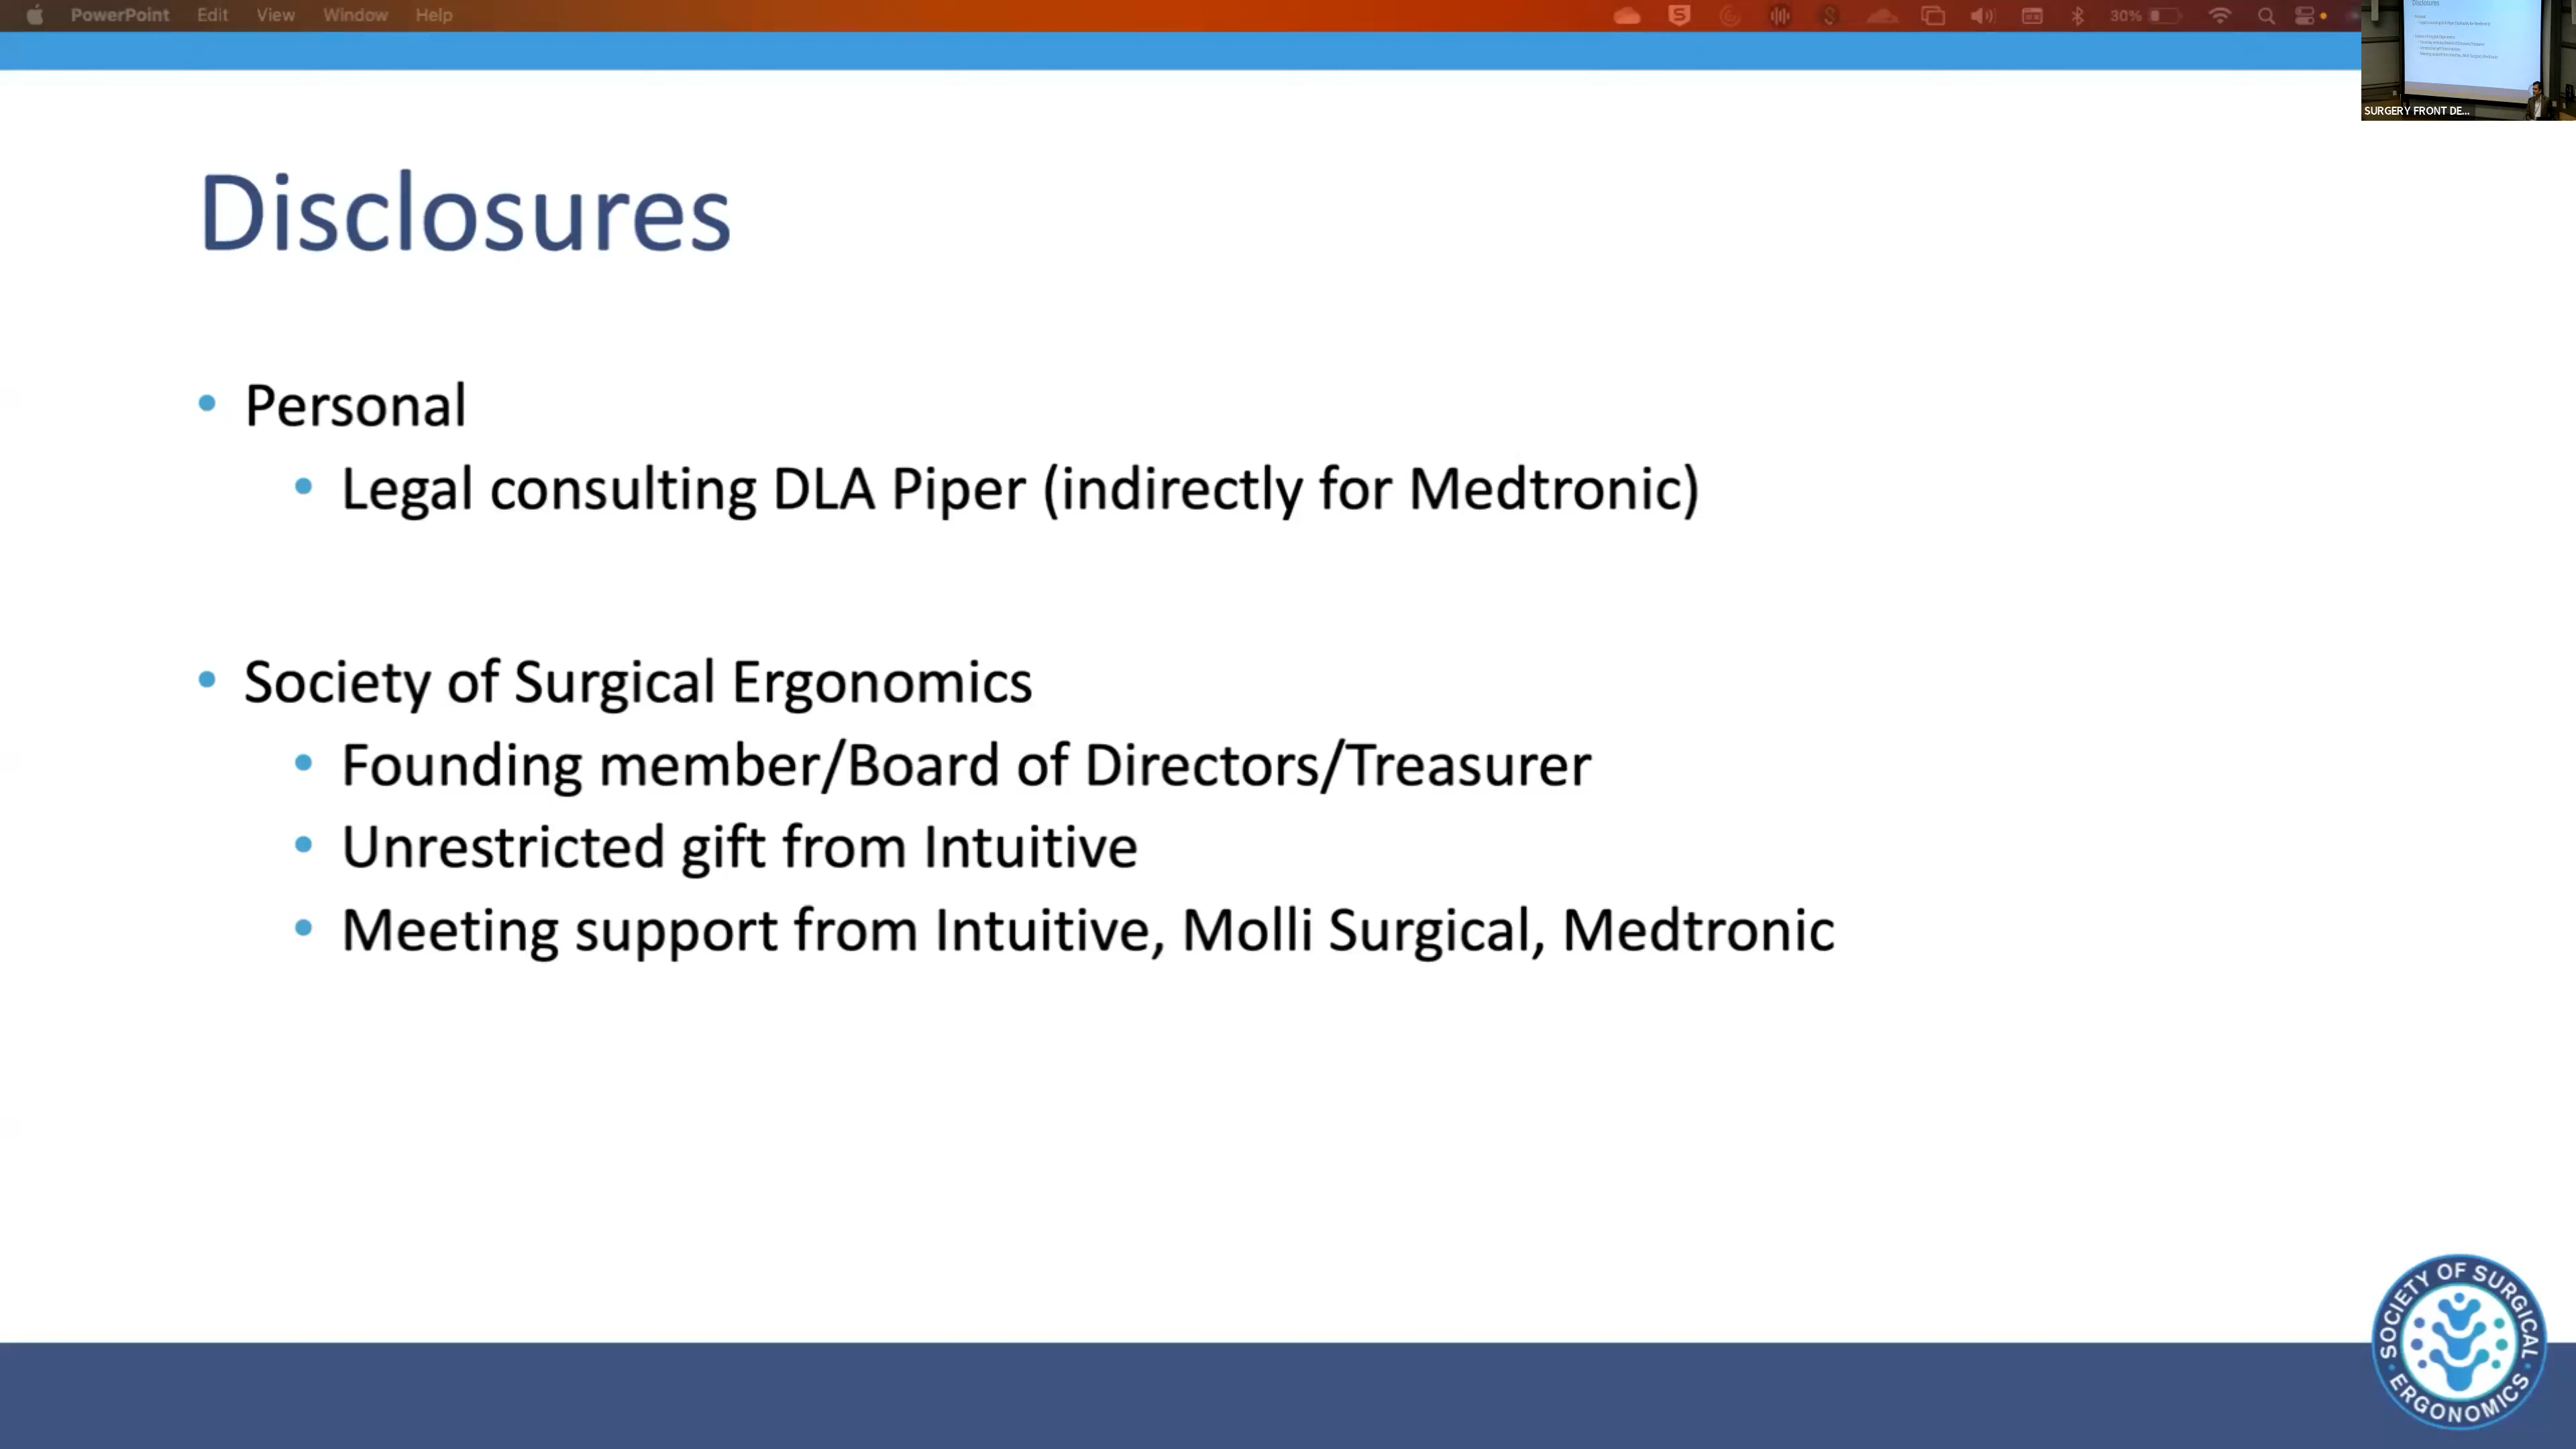 PowerPoint Edit View Window Help
30%
SURGERY FRONT DE...
Disclosures
• Personal
• Legal consulting DLA Piper (indirectly for Medtronic)
• Society of Surgical Ergonomics
• Founding member/Board of Directors/Treasurer
• Unrestricted gift from Intuitive
• Meeting support from Intuitive, Molli Surgical, Medtronic
SOCIETY OF SURGICAL
ERGONOMICS